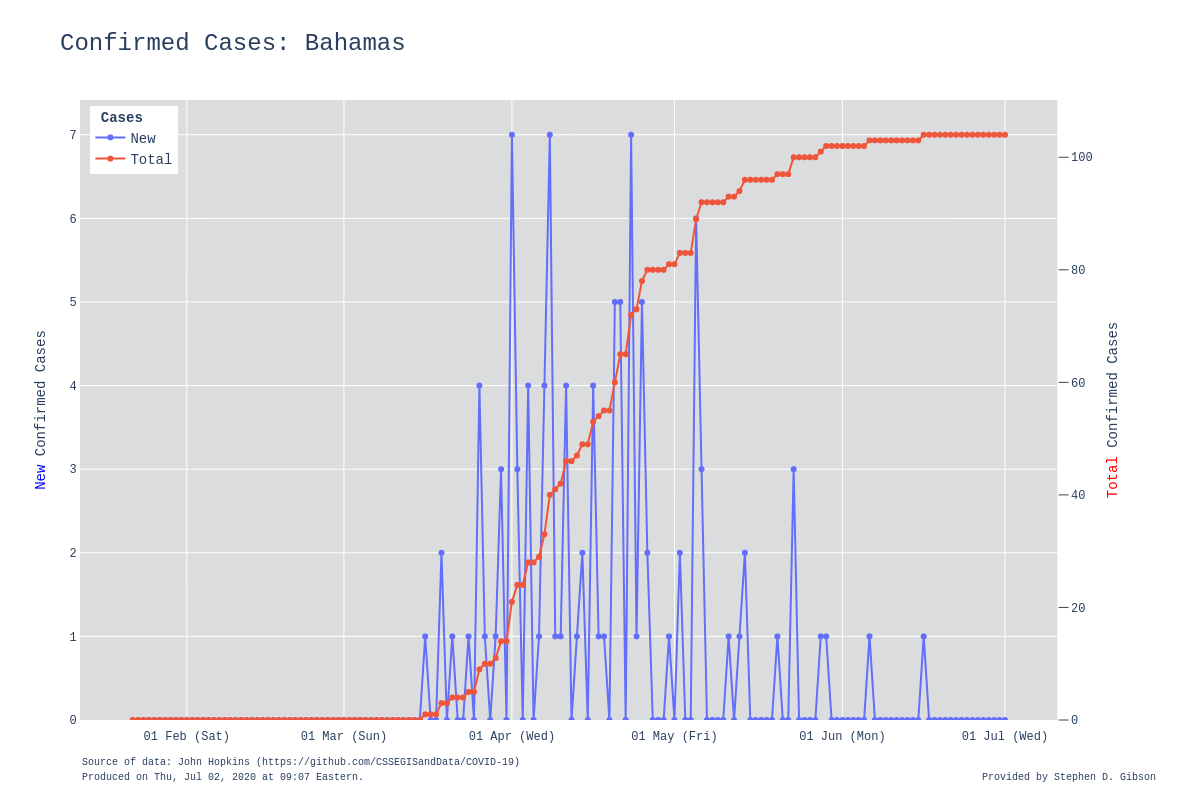 Confirmed Cases: Bahamas
Cases
New
Total
7
6
5
4
3
2
1
0
New Confirmed Cases
100
80
60
40
20
0
Total Confirmed Cases
01 Feb (Sat) 01 Mar (Sun) 01 Apr (Wed) 01 May (Fri) 01 Jun (Mon) 01 Jul (Wed)
Source of data: John Hopkins (https://github.com/CSSEGISandData/COVID-19)
Produced on Thu, Jul 02, 2020 at 09:07 Eastern.
Provided by Stephen D. Gibson